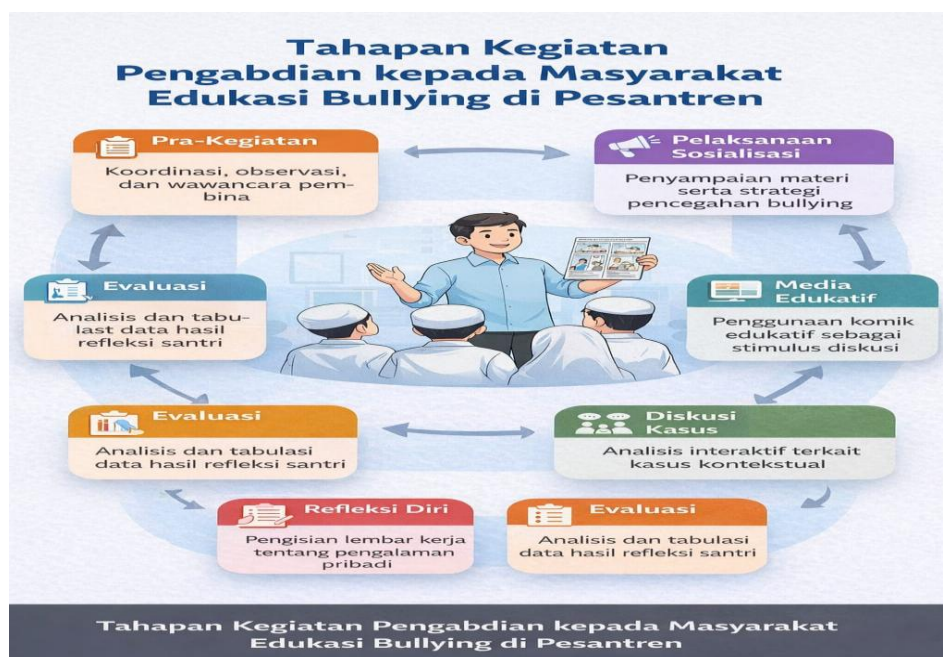 Tahapan Kegiatan
Pengabdian kepada Masyarakat
Edukasi Bullying di Pesantren
Pra-Kegiatan
Koordinasi, observasi,
dan wawancara pem-
bina
Pelaksanaan
Sosialisasi
Penyampaian materi
serta strategi
pencegahan bullying
Evaluasi
Analisis dan tabu-
last data hasil
refleksi santri
Media
Edukatif
Penggunaan komik
edukatif sebagai
stimulus diskusi
Evaluasi
Analisis dan tabulasi
data hasil refleksi santri
Diskusi
Kasus
Analisis interaktif terkait
kasus kontekstual
Refleksi Diri
Pengisian lembar kerja
tentang pengalaman
pribadi
Evaluasi
Analisis dan tabulasi
data hasil refleksi santri
Tahapan Kegiatan Pengabdian kepada Masyarakat
Edukasi Bullying di Pesantren